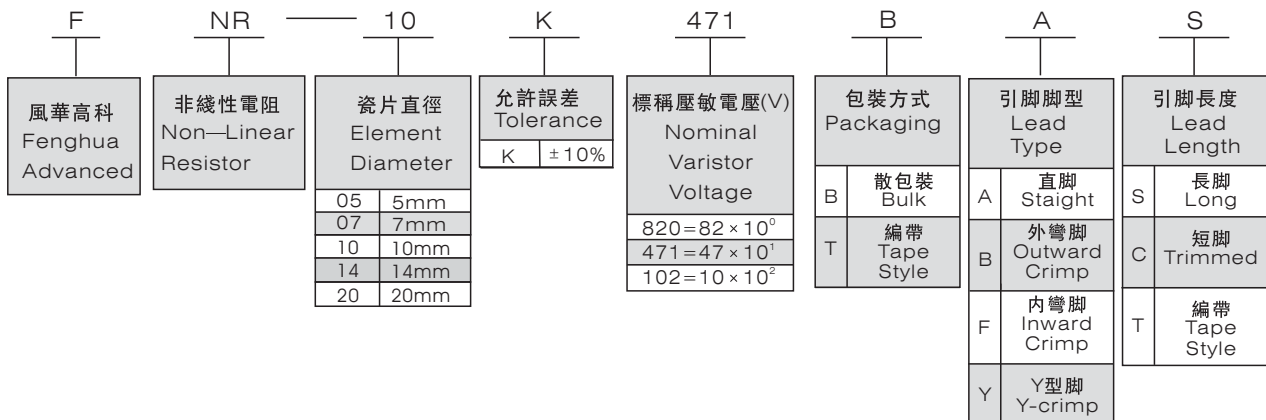 F NR — 10 K 471 B A S
風華高科
Fenghua
Advanced
非綫性電阻
Non—Linear
Resistor
瓷片直徑
Element
Diameter
05 5mm
07 7mm
10 10mm
14 14mm
20 20mm
允許誤差
Tolerance
K ±10%
標稱壓敏電壓(V)
Nominal
Varistor
Voltage
820=82×10⁰
471=47×10¹
102=10×10²
包裝方式
Packaging
B 散包裝
Bulk
T 編帶
Tape
Style
引脚脚型
Lead
Type
A 直脚
Staight
B 外彎脚
Outward
Crimp
F 内彎脚
Inward
Crimp
Y Y型脚
Y-crimp
引脚長度
Lead
Length
S 長脚
Long
C 短脚
Trimmed
T 編帶
Tape
Style